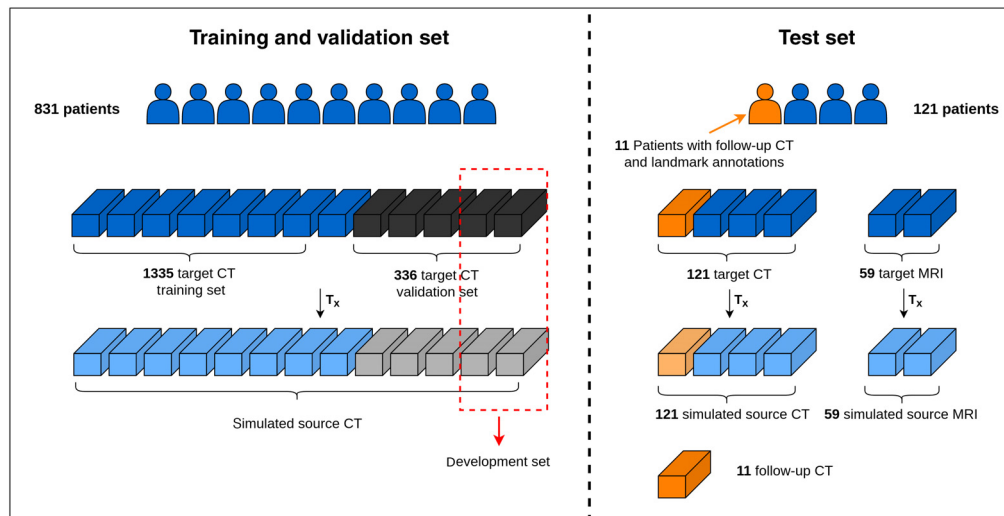 Training and validation set
831 patients
1335 target CT
training set
336 target CT
validation set
Tx
Simulated source CT
Development set
Test set
121 patients
11 Patients with follow-up CT
and landmark annotations
121 target CT
59 target MRI
Tx
Tx
121 simulated source CT
59 simulated source MRI
11 follow-up CT